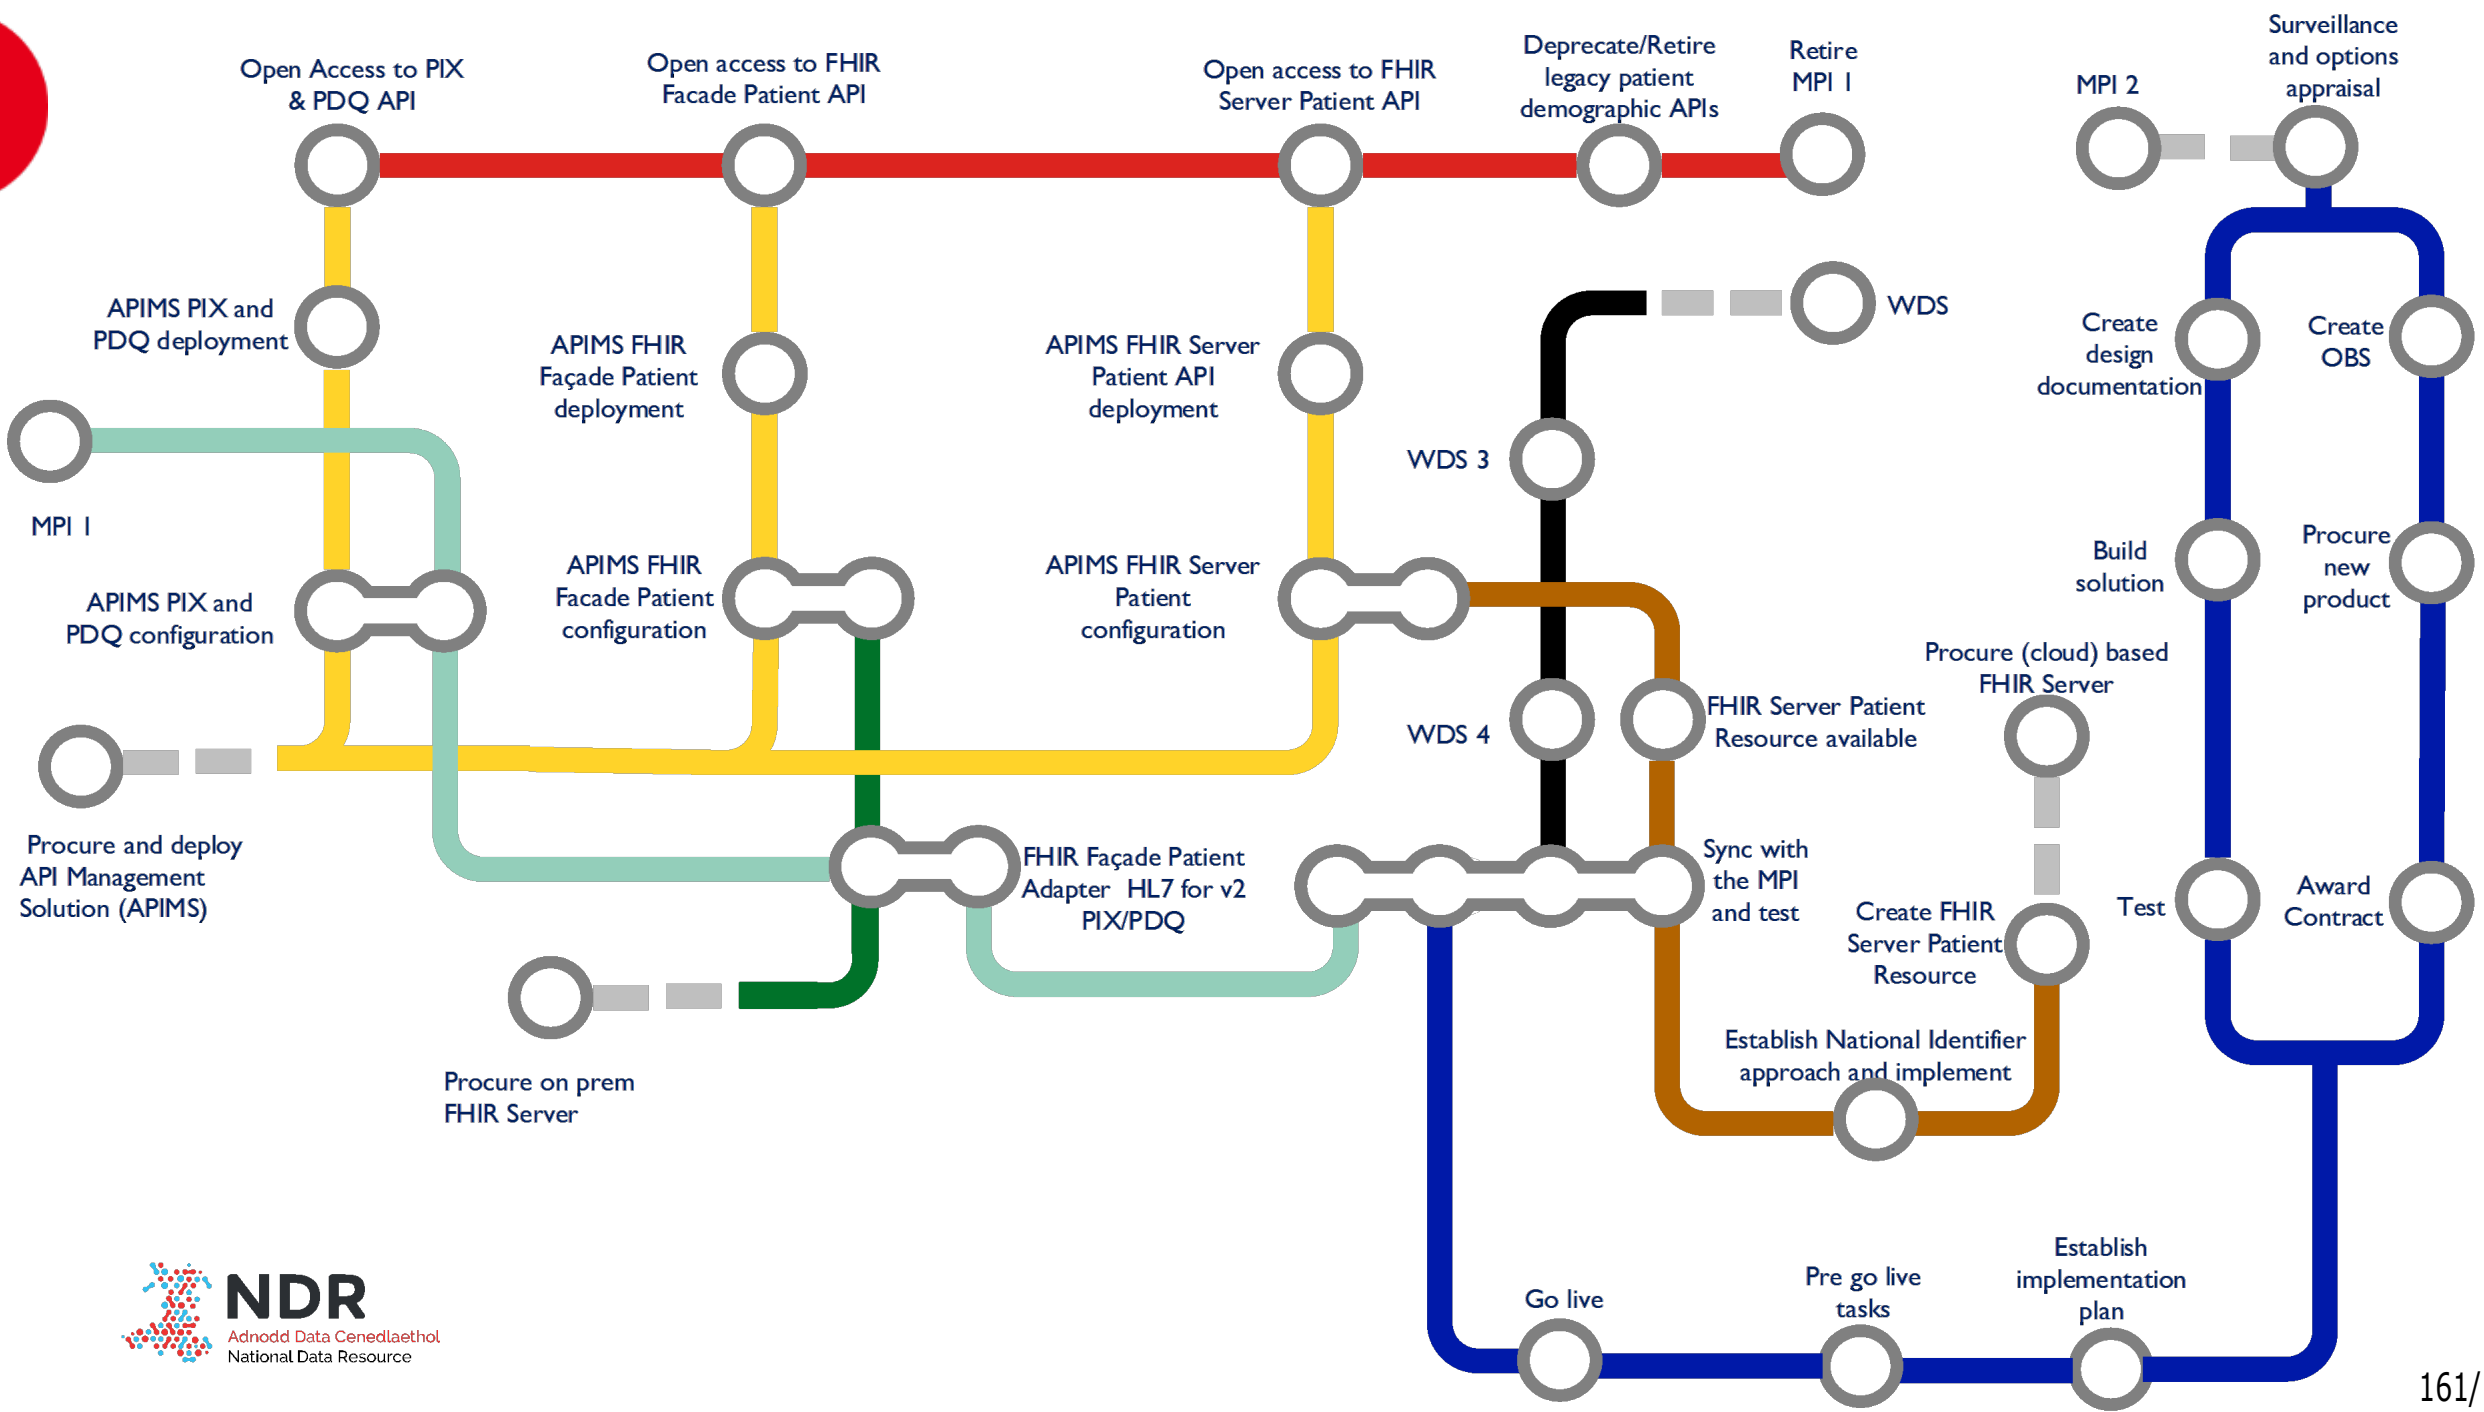 Open Access to PIX
& PDQ API
Open access to FHIR
Facade Patient API
Open access to FHIR
Server Patient API
Deprecate/Retire
legacy patient
demographic APIs
Retire
MPI 1
MPI 2
Surveillance
and options
appraisal
APIMS PIX and
PDQ deployment
APIMS FHIR
Façade Patient
deployment
APIMS FHIR Server
Patient API
deployment
WDS
Create
design
documentation
Create
OBS
MPI 1
WDS 3
APIMS PIX and
PDQ configuration
APIMS FHIR
Facade Patient
configuration
APIMS FHIR Server
Patient
configuration
Build
solution
Procure
new
product
Procure (cloud) based
FHIR Server
WDS 4
FHIR Server Patient
Resource available
Procure and deploy
API Management
Solution (APIMS)
FHIR Façade Patient
Adapter HL7 for v2
PIX/PDQ
Sync with
the MPI
and test
Create FHIR
Server Patient
Resource
Test
Award
Contract
Procure on prem
FHIR Server
Establish National Identifier
approach and implement
Go live
Pre go live
tasks
Establish
implementation
plan
NDR
Adnodd Data Cenedlaethol
National Data Resource
161/